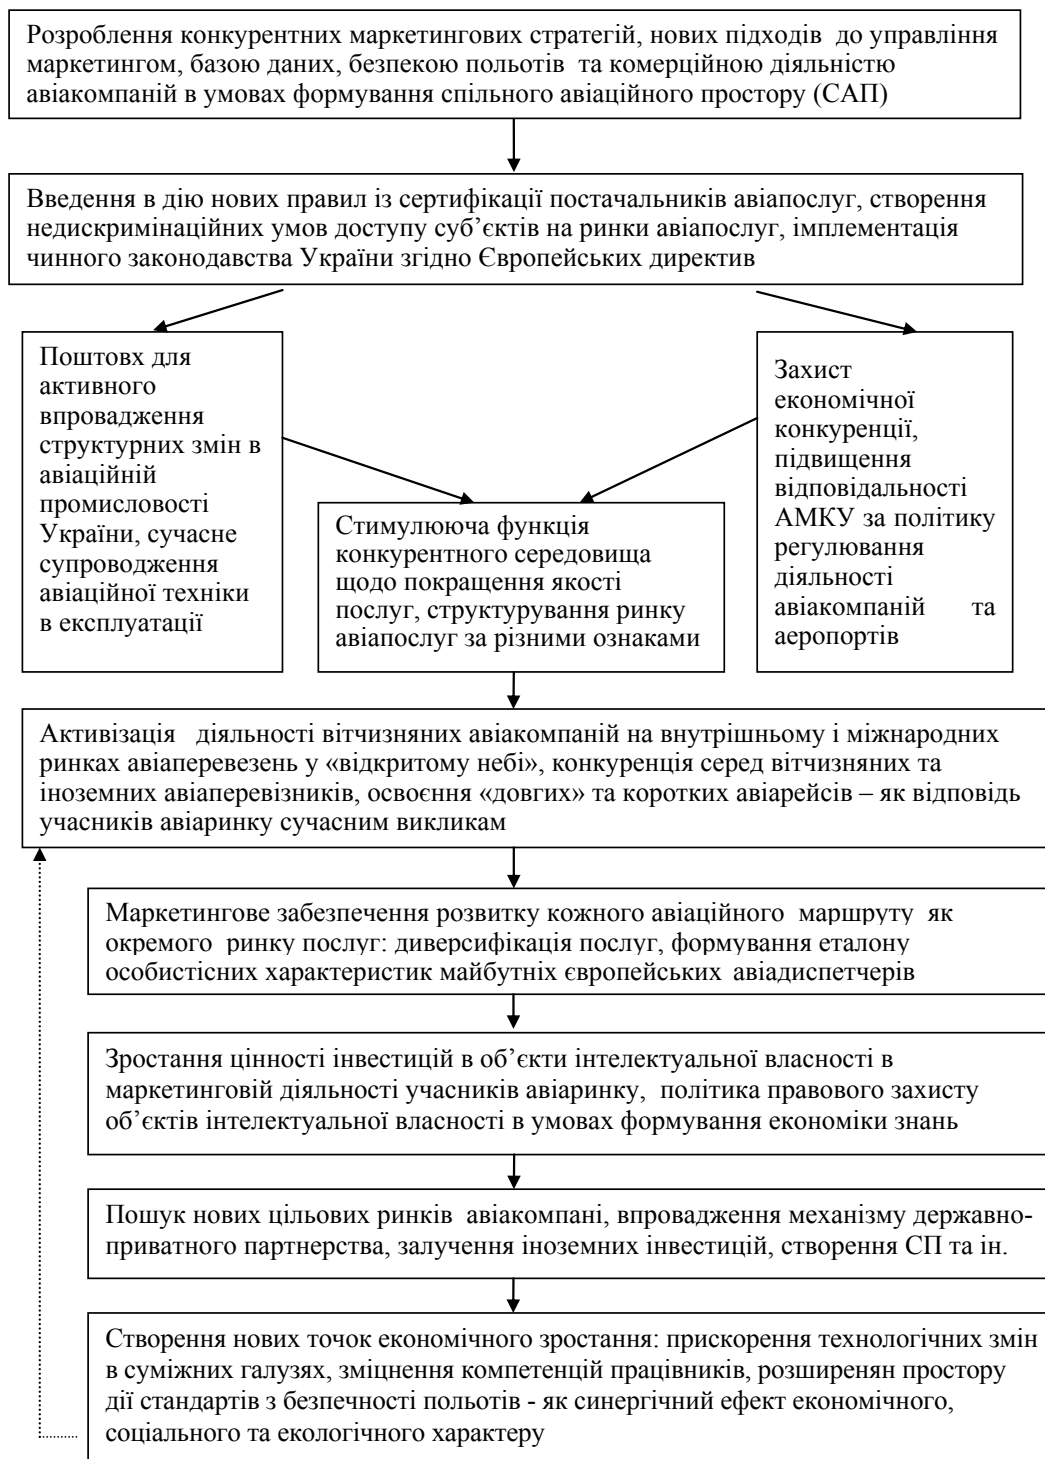 Розроблення конкурентних маркетингових стратегій, нових підходів до управління
маркетингом, базою даних, безпекою польотів та комерційною діяльністю
авіакомпаній в умовах формування спільного авіаційного простору (САП)
Введення в дію нових правил із сертифікації постачальників авіапослуг, створення
недискримінаційних умов доступу суб’єктів на ринки авіапослуг, імплементація
чинного законодавства України згідно Європейських директив
Поштовх для
активного
впровадження
структурних змін в
авіаційній
промисловості
України, сучасне
супроводження
авіаційної техніки
в експлуатації
Стимулююча функція
конкурентного середовища
щодо покращення якості
послуг, структурування ринку
авіапослуг за різними ознаками
Захист
економічної
конкуренції,
підвищення
відповідальності
АМКУ за політику
регулювання
діяльності
авіакомпаній та
аеропортів
Активізація діяльності вітчизняних авіакомпаній на внутрішньому і міжнародних
ринках авіаперевезень у «відкритому небі», конкуренція серед вітчизняних та
іноземних авіаперевізників, освоєння «довгих» та коротких авіарейсів – як відповідь
учасників авіаринку сучасним викликам
Маркетингове забезпечення розвитку кожного авіаційного маршруту як
окремого ринку послуг: диверсифікація послуг, формування еталону
особистісних характеристик майбутніх європейських авіадиспетчерів
Зростання цінності інвестицій в об’єкти інтелектуальної власності в
маркетинговій діяльності учасників авіаринку, політика правового захисту
об’єктів інтелектуальної власності в умовах формування економіки знань
Пошук нових цільових ринків авіакомпані, впровадження механізму державно-
приватного партнерства, залучення іноземних інвестицій, створення СП та ін.
Створення нових точок економічного зростання: прискорення технологічних змін
в суміжних галузях, зміцнення компетенцій працівників, розширенян простору
дії стандартів з безпечності польотів - як синергічний ефект економічного,
соціального та екологічного характеру